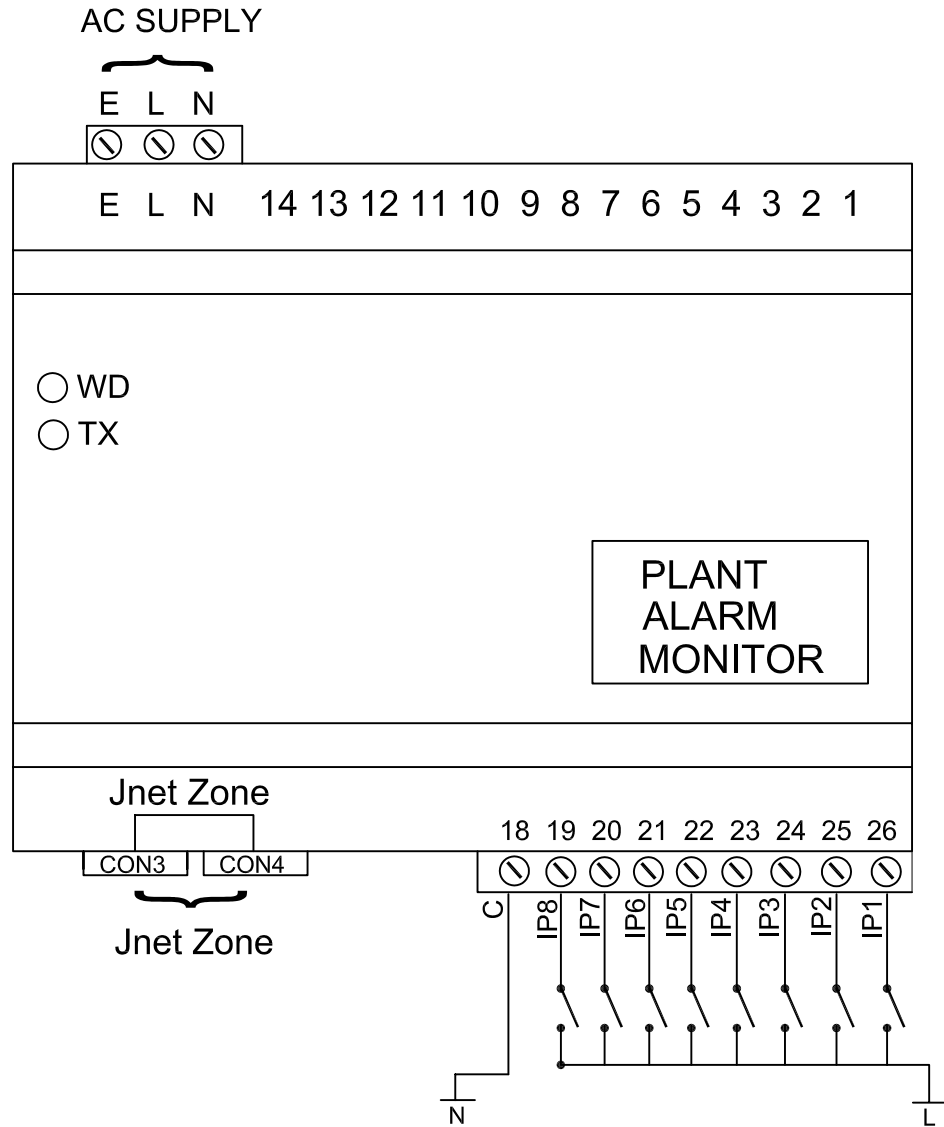 AC SUPPLY
E L N
E L N 14 13 12 11 10 9 8 7 6 5 4 3 2 1
WD
TX
PLANT
ALARM
MONITOR
Jnet Zone
18 19 20 21 22 23 24 25 26
CON3 CON4
C IP8 IP7 IP6 IP5 IP4 IP3 IP2 IP1
Jnet Zone
N L